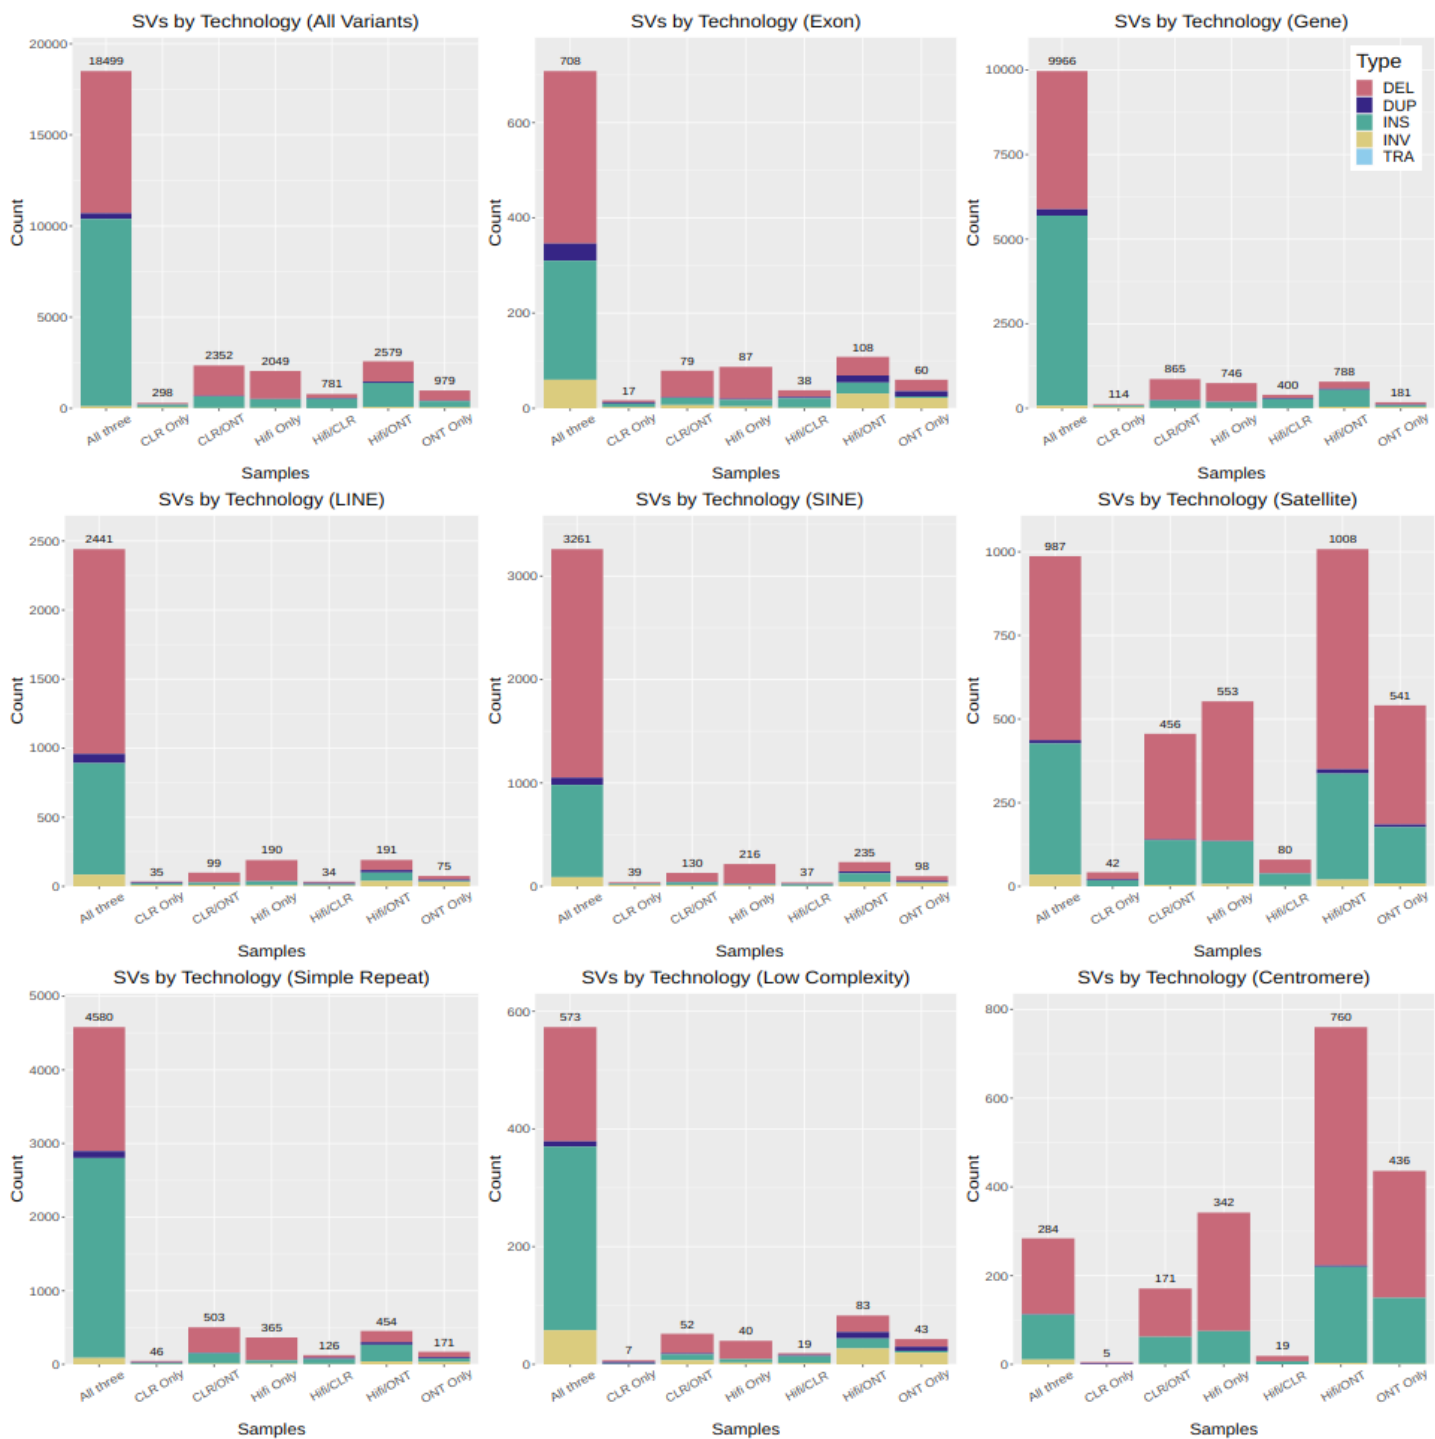 SVs by Technology (All Variants)
Count
20000
15000
10000
5000
0
18499
298
2352
2049
781
2579
979
All three
CLR Only
CLR/ONT
Hifi Only
Hifi/CLR
Hifi/ONT
ONT Only
Samples
SVs by Technology (Exon)
Count
600
400
200
0
708
17
79
87
38
108
60
All three
CLR Only
CLR/ONT
Hifi Only
Hifi/CLR
Hifi/ONT
ONT Only
Samples
SVs by Technology (Gene)
Count
10000
7500
5000
2500
0
9966
114
865
746
400
788
181
Type
DEL
DUP
INS
INV
TRA
All three
CLR Only
CLR/ONT
Hifi Only
Hifi/CLR
Hifi/ONT
ONT Only
Samples
SVs by Technology (LINE)
Count
2500
2000
1500
1000
500
0
2441
35
99
190
34
191
75
All three
CLR Only
CLR/ONT
Hifi Only
Hifi/CLR
Hifi/ONT
ONT Only
Samples
SVs by Technology (SINE)
Count
3000
2000
1000
0
3261
39
130
216
37
235
98
All three
CLR Only
CLR/ONT
Hifi Only
Hifi/CLR
Hifi/ONT
ONT Only
Samples
SVs by Technology (Satellite)
Count
1000
750
500
250
0
987
42
456
553
80
1008
541
All three
CLR Only
CLR/ONT
Hifi Only
Hifi/CLR
Hifi/ONT
ONT Only
Samples
SVs by Technology (Simple Repeat)
Count
5000
4000
3000
2000
1000
0
4580
46
503
365
126
454
171
All three
CLR Only
CLR/ONT
Hifi Only
Hifi/CLR
Hifi/ONT
ONT Only
Samples
SVs by Technology (Low Complexity)
Count
600
400
200
0
573
7
52
40
19
83
43
All three
CLR Only
CLR/ONT
Hifi Only
Hifi/CLR
Hifi/ONT
ONT Only
Samples
SVs by Technology (Centromere)
Count
800
600
400
200
0
284
5
171
342
19
760
436
All three
CLR Only
CLR/ONT
Hifi Only
Hifi/CLR
Hifi/ONT
ONT Only
Samples